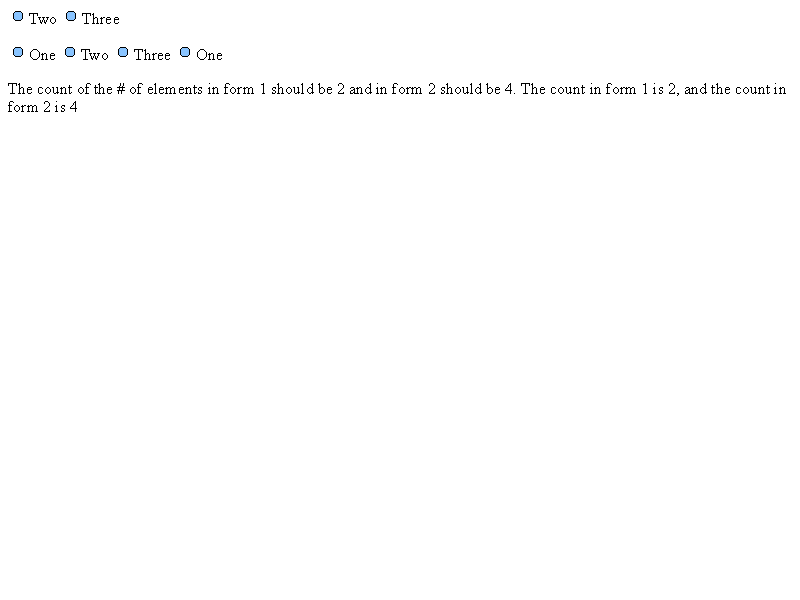 Two Three
One Two Three One
The count of the # of elements in form 1 should be 2 and in form 2 should be 4. The count in form 1 is 2, and the count in
form 2 is 4